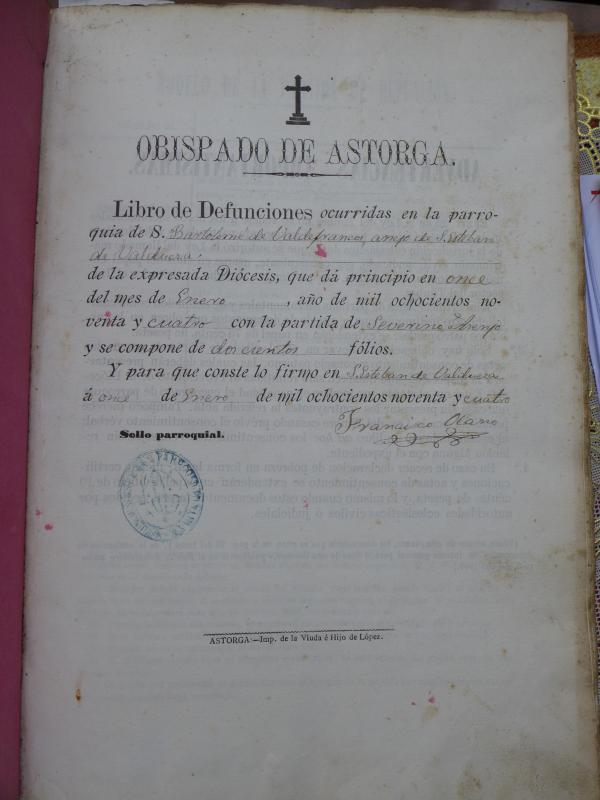 OBISPADO DE ASTORGA.
Libro de Defunciones ocurridas en la parro-
quia de S. Bartolomé de Valdefrancos, anejo de S. Esteban
de Valdueza,
de la expresada Diócesis, que dá principio en once
del mes de Enero , año de mil ochocientos no-
venta y cuatro con la partida de Severino
y se compone de doscientos fólios.
Y para que conste lo firmo en S. Esteban de Valdueza
á once de Enero de mil ochocientos noventa y cuatro
Francisco
Sello parroquial.
ASTORGA:—Imp. de la Viuda é Hijo de López.